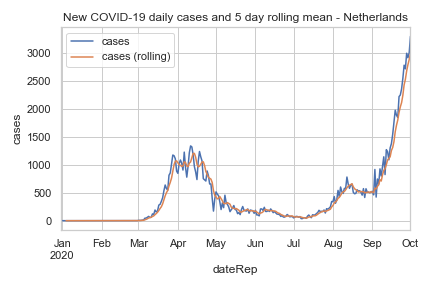 New COVID-19 daily cases and 5 day rolling mean - Netherlands
cases
cases (rolling)
3000
2500
2000
1500
1000
500
0
cases
Jan Feb Mar Apr May Jun Jul Aug Sep Oct
2020
dateRep